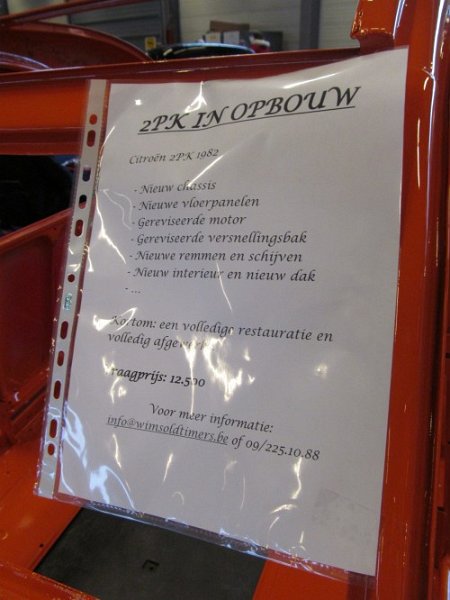 2PK IN OPBOUW
Citroën 2PK 1982
- Nieuw chassis
- Nieuwe vloerpanelen
- Gereviseerde motor
- Gereviseerde versnellingsbak
- Nieuwe remmen en schijven
- Nieuw interieur en nieuw dak
- ...
Kortom: een volledige restauratie en
volledig
raagprijs: 12.500
Voor meer informatie:
info@wimsoldtimers.be of 09/225.10.88